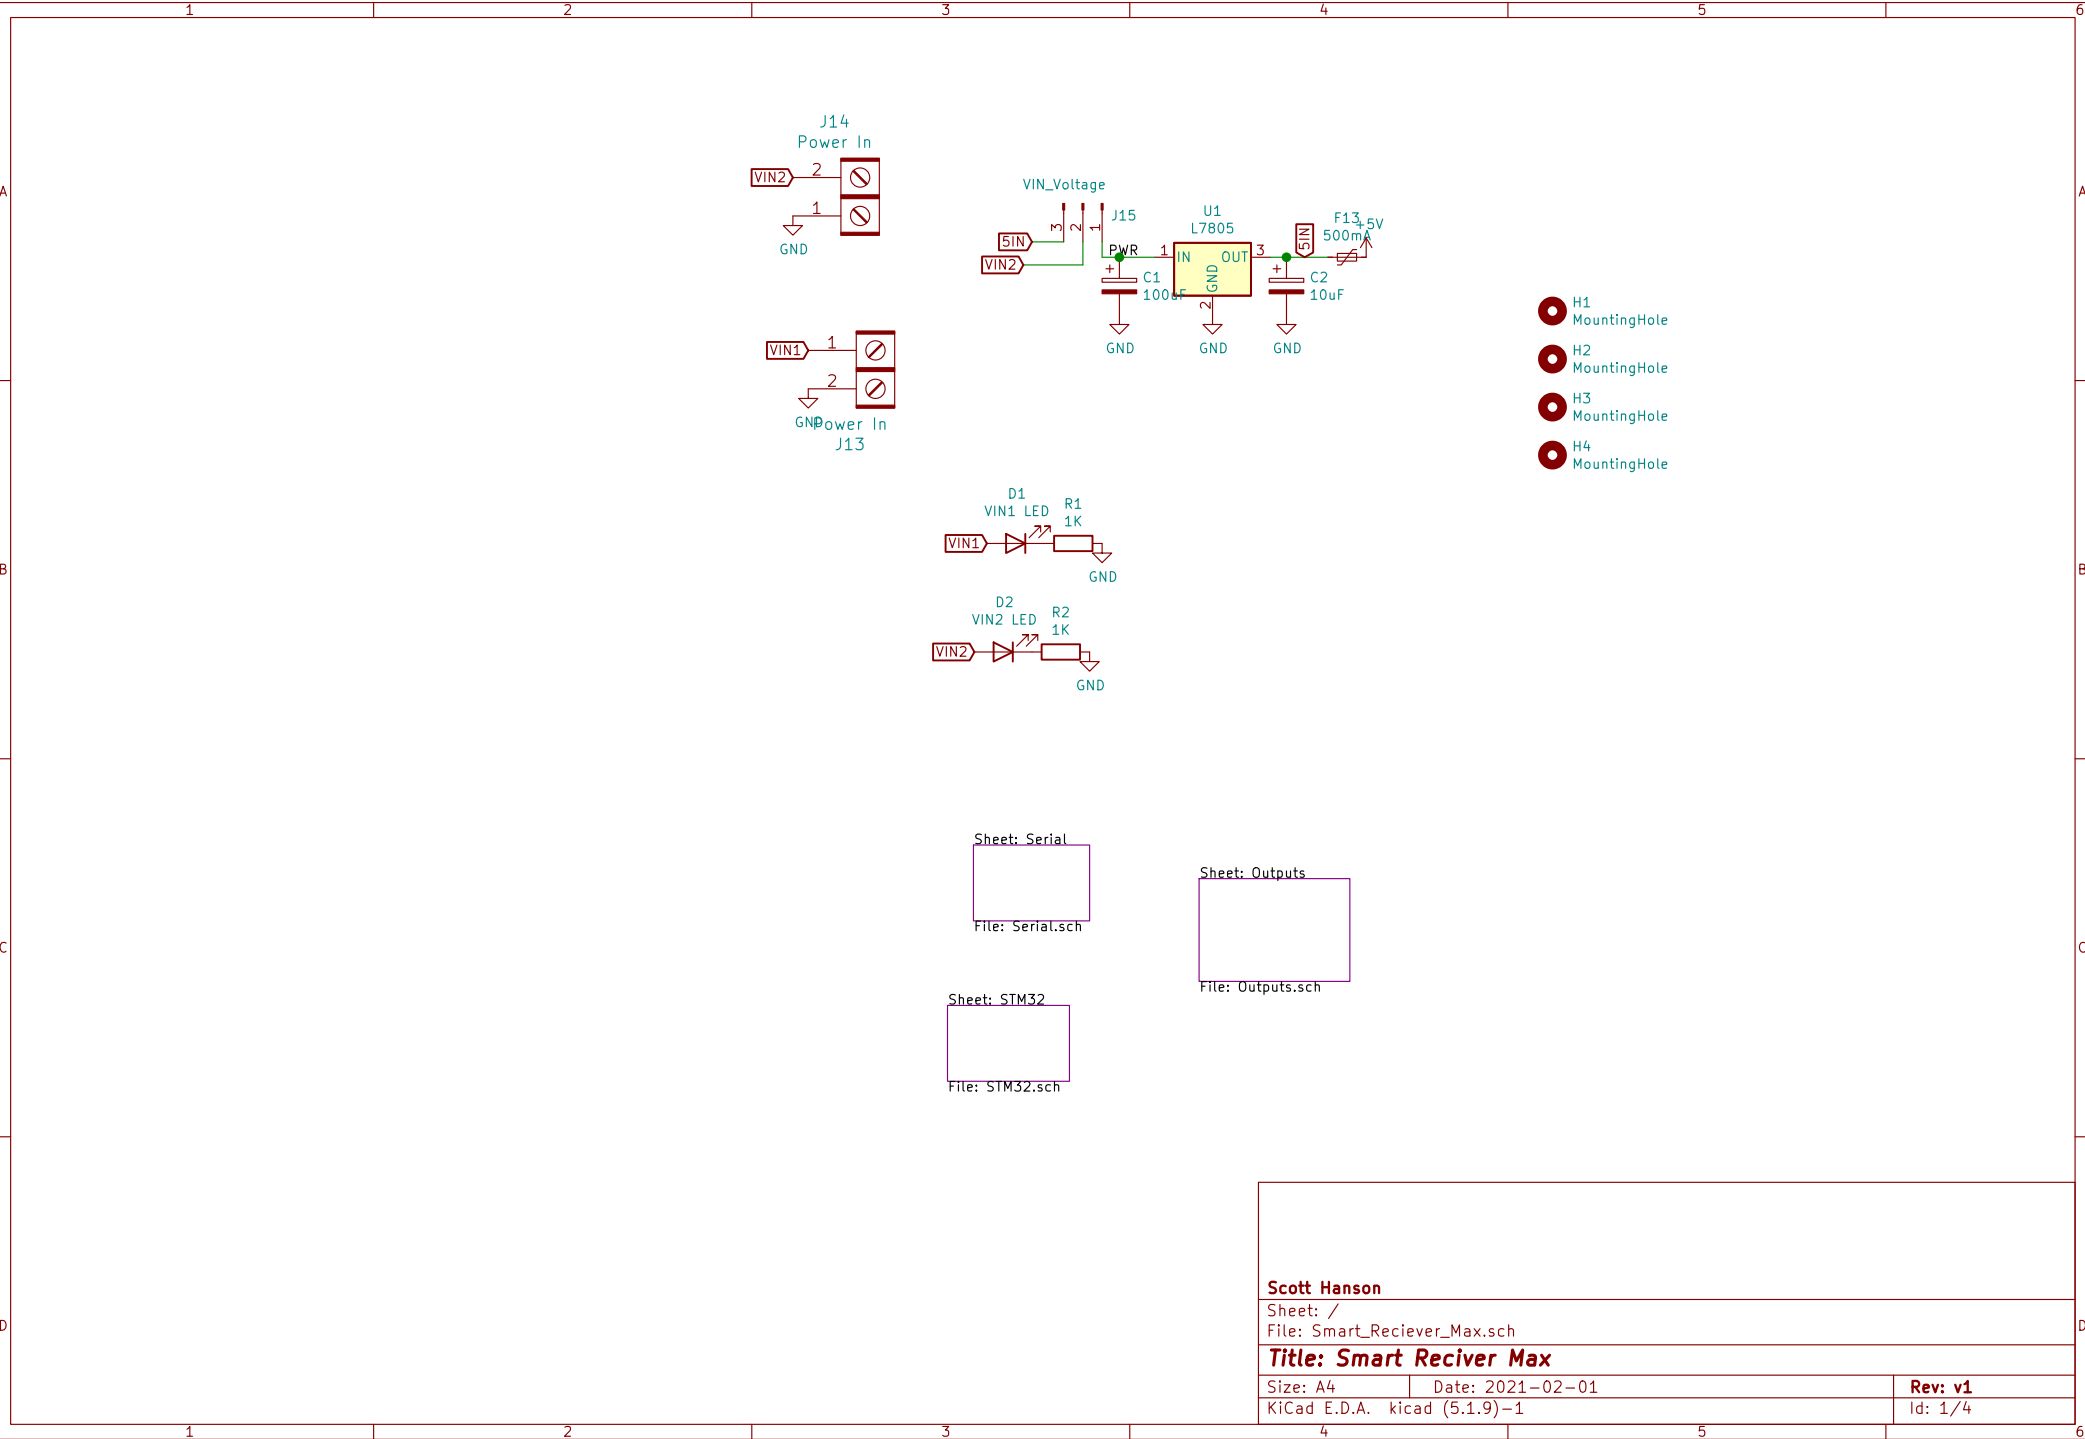 1 2 3 4 5 6
A A
J14
Power In
VIN2 2
1
GND
VIN_Voltage
J15
3 2 1
5IN
VIN2
PWR
U1
L7805
1 IN OUT 3
GND
2
C1
100uF
5IN
F13
500mA
+5V
C2
10uF
GND GND GND
H1
MountingHole
H2
MountingHole
H3
MountingHole
H4
MountingHole
VIN1 1
2
GND
Power In
J13
D1
VIN1 LED
R1
1K
VIN1
GND
B B
D2
VIN2 LED
R2
1K
VIN2
GND
Sheet: Serial
File: Serial.sch
Sheet: Outputs
File: Outputs.sch
C C
Sheet: STM32
File: STM32.sch
Scott Hanson
Sheet: /
File: Smart_Reciever_Max.sch
D D
Title: Smart Reciver Max
Size: A4 Date: 2021-02-01 Rev: v1
KiCad E.D.A. kicad (5.1.9)-1 Id: 1/4
1 2 3 4 5 6